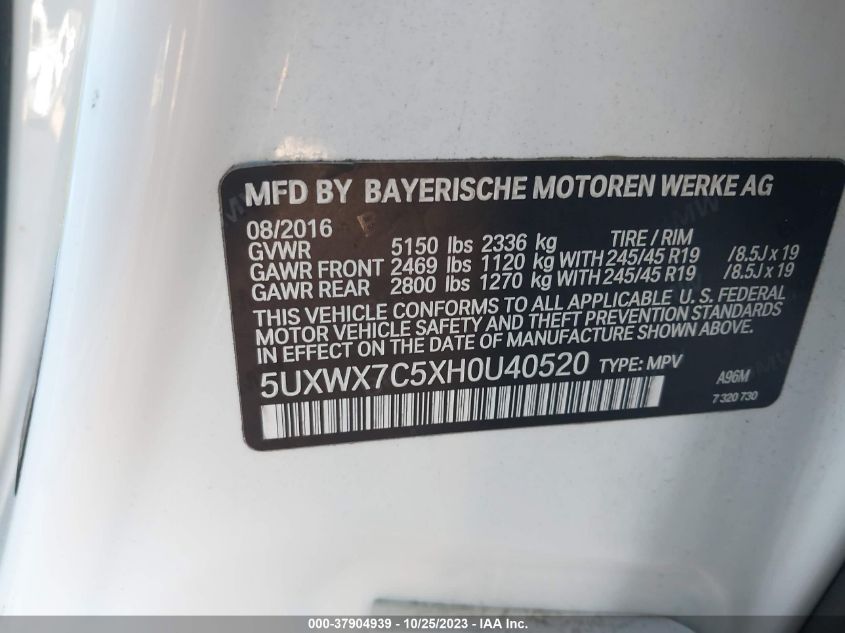 MFD BY BAYERISCHE MOTOREN WERKE AG
08/2016
GVWR 5150 lbs 2336 kg TIRE / RIM
GAWR FRONT 2469 lbs 1120 kg WITH 245/45 R19 /8.5J x 19
GAWR REAR 2800 lbs 1270 kg WITH 245/45 R19 /8.5J x 19
THIS VEHICLE CONFORMS TO ALL APPLICABLE U.S. FEDERAL
MOTOR VEHICLE SAFETY AND THEFT PREVENTION STANDARDS
IN EFFECT ON THE DATE OF MANUFACTURE SHOWN ABOVE.
5UXWX7C5XH0U40520 TYPE: MPV A96M
7 320 730
000-37904939 - 10/25/2023 - IAA Inc.